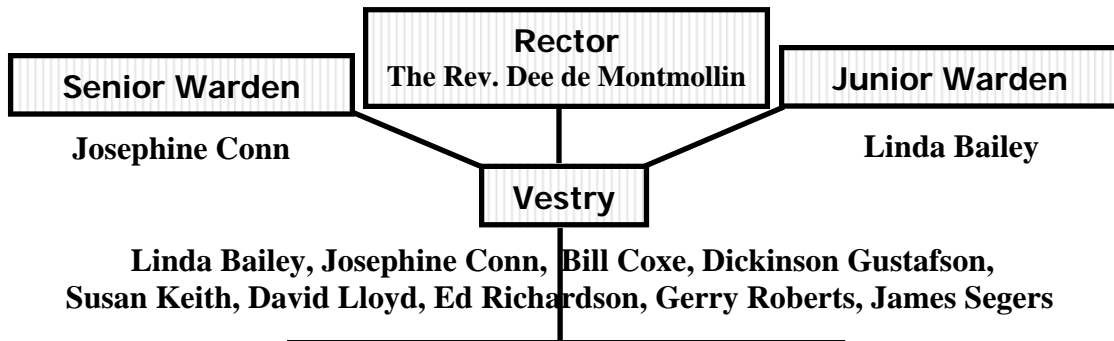 Rector
The Rev. Dee de Montmollin
Senior Warden
Junior Warden
Josephine Conn
Linda Bailey
Vestry
Linda Bailey, Josephine Conn, Bill Coxe, Dickinson Gustafson,
Susan Keith, David Lloyd, Ed Richardson, Gerry Roberts, James Segers